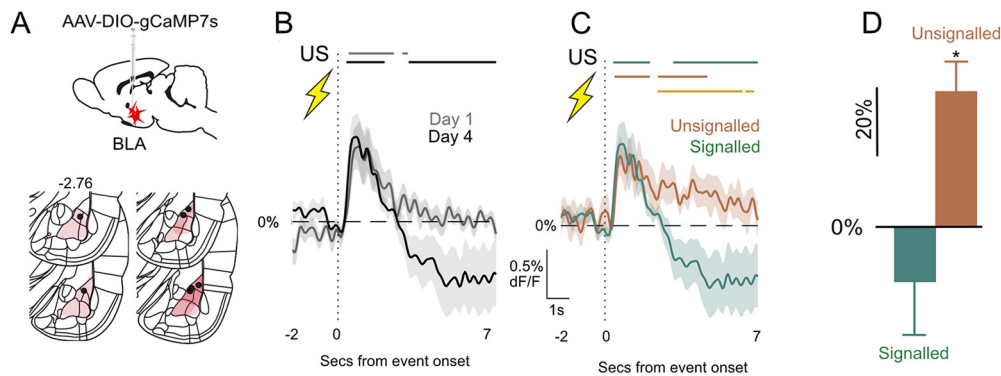 A
AAV-DIO-gCaMP7s
BLA
-2.76
B
US
Day 1
Day 4
0%
-2
0
7
Secs from event onset
0.5%
dF/F
1s
C
US
Unsignalled
Signalled
0%
-2
0
7
Secs from event onset
D
Unsignalled
*
20%
0%
Signalled